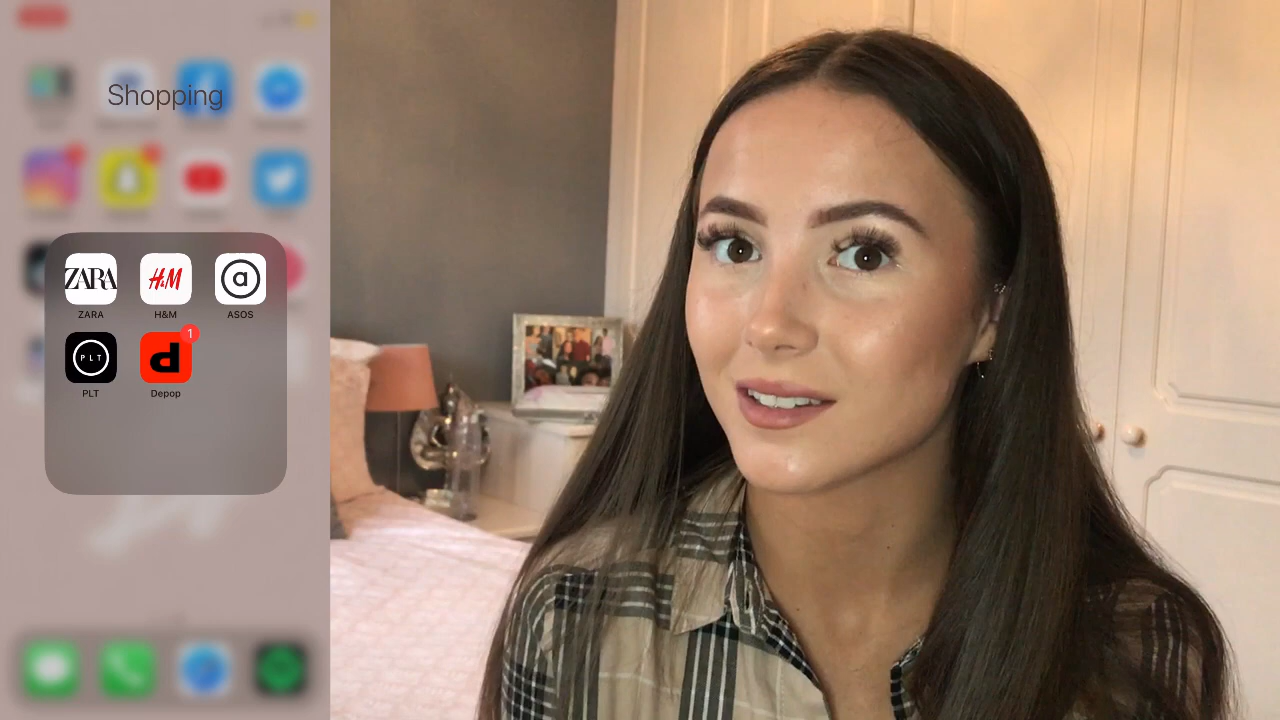 Shopping
ZARA H&M a
ZARA H&M ASOS
PLT d 1
PLT Depop